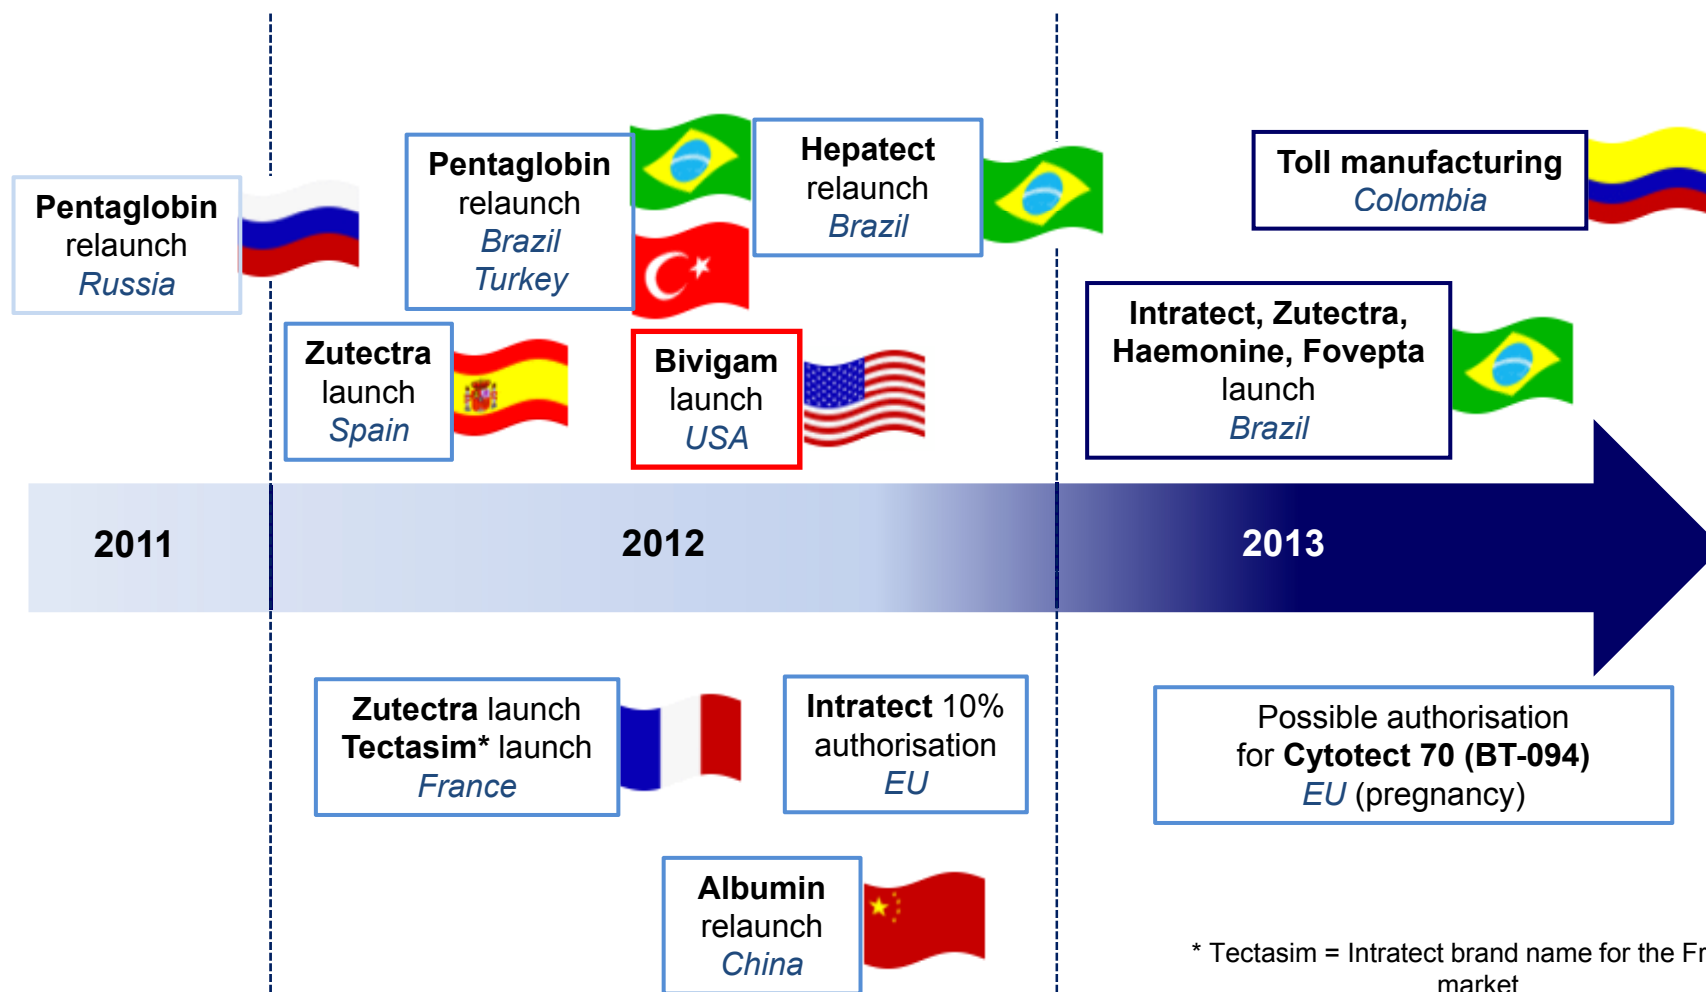 Pentaglobin
relaunch
Russia
Pentaglobin
relaunch
Brazil
Turkey
Hepatect
relaunch
Brazil
Toll manufacturing
Colombia
Zutectra
launch
Spain
Bivigam
launch
USA
Intratect, Zutectra,
Haemonine, Fovepta
launch
Brazil
2011
2012
2013
Zutectra launch
Tectasim* launch
France
Intratect 10%
authorisation
EU
Possible authorisation
for Cytotect 70 (BT-094)
EU (pregnancy)
Albumin
relaunch
China
* Tectasim = Intratect brand name for the Fr
market